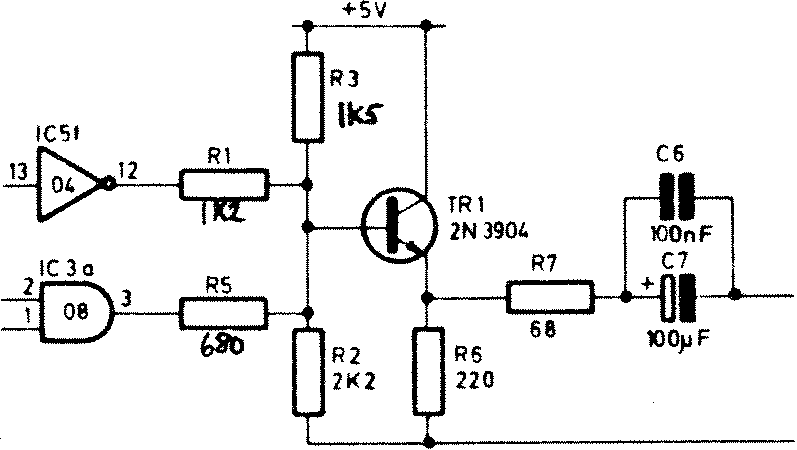 +5V
R3
1K5
IC51
13
04
12
R1
1K2
TR1
2N3904
C6
100nF
IC3a
2
1
08
3
R5
680
R7
68
+
C7
100µF
R2
2K2
R6
220